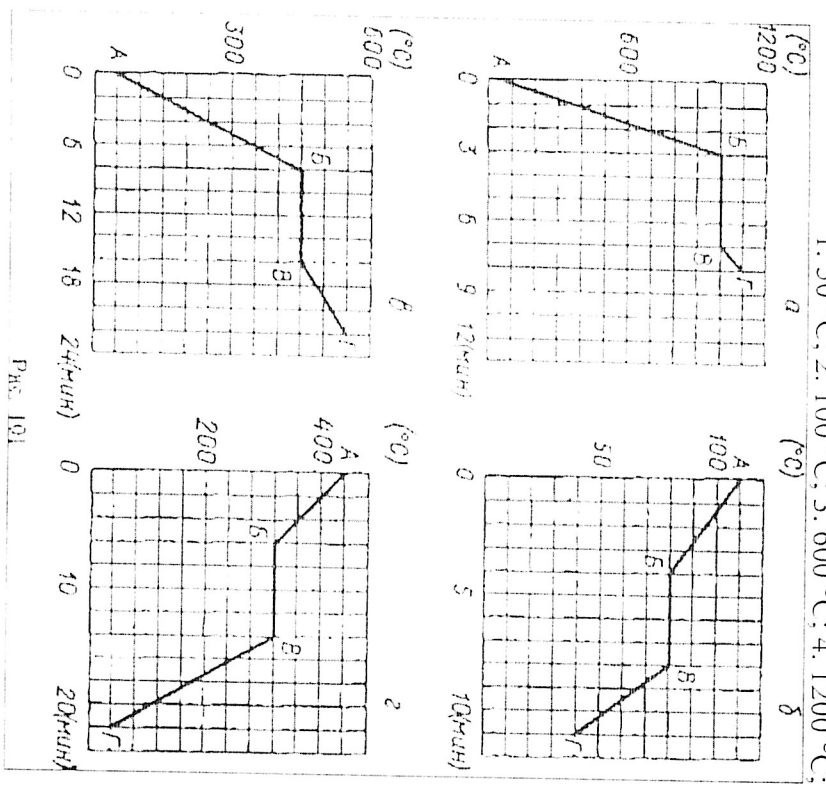 1. 50 °C; 2. 100 °C; 3. 600 °C; 4. 1200 °C;
а
(°C)
1200
600
А
Б
В
Г
0 3 6 9 12(мин)
б
(°C)
100
50
А
Б
В
Г
0 5 10(мин)
в
(°C)
600
300
А
Б
В
Г
0 6 12 18 24(мин)
г
(°C)
400
200
А
Б
В
Г
0 10 20(мин)
Рис. 101